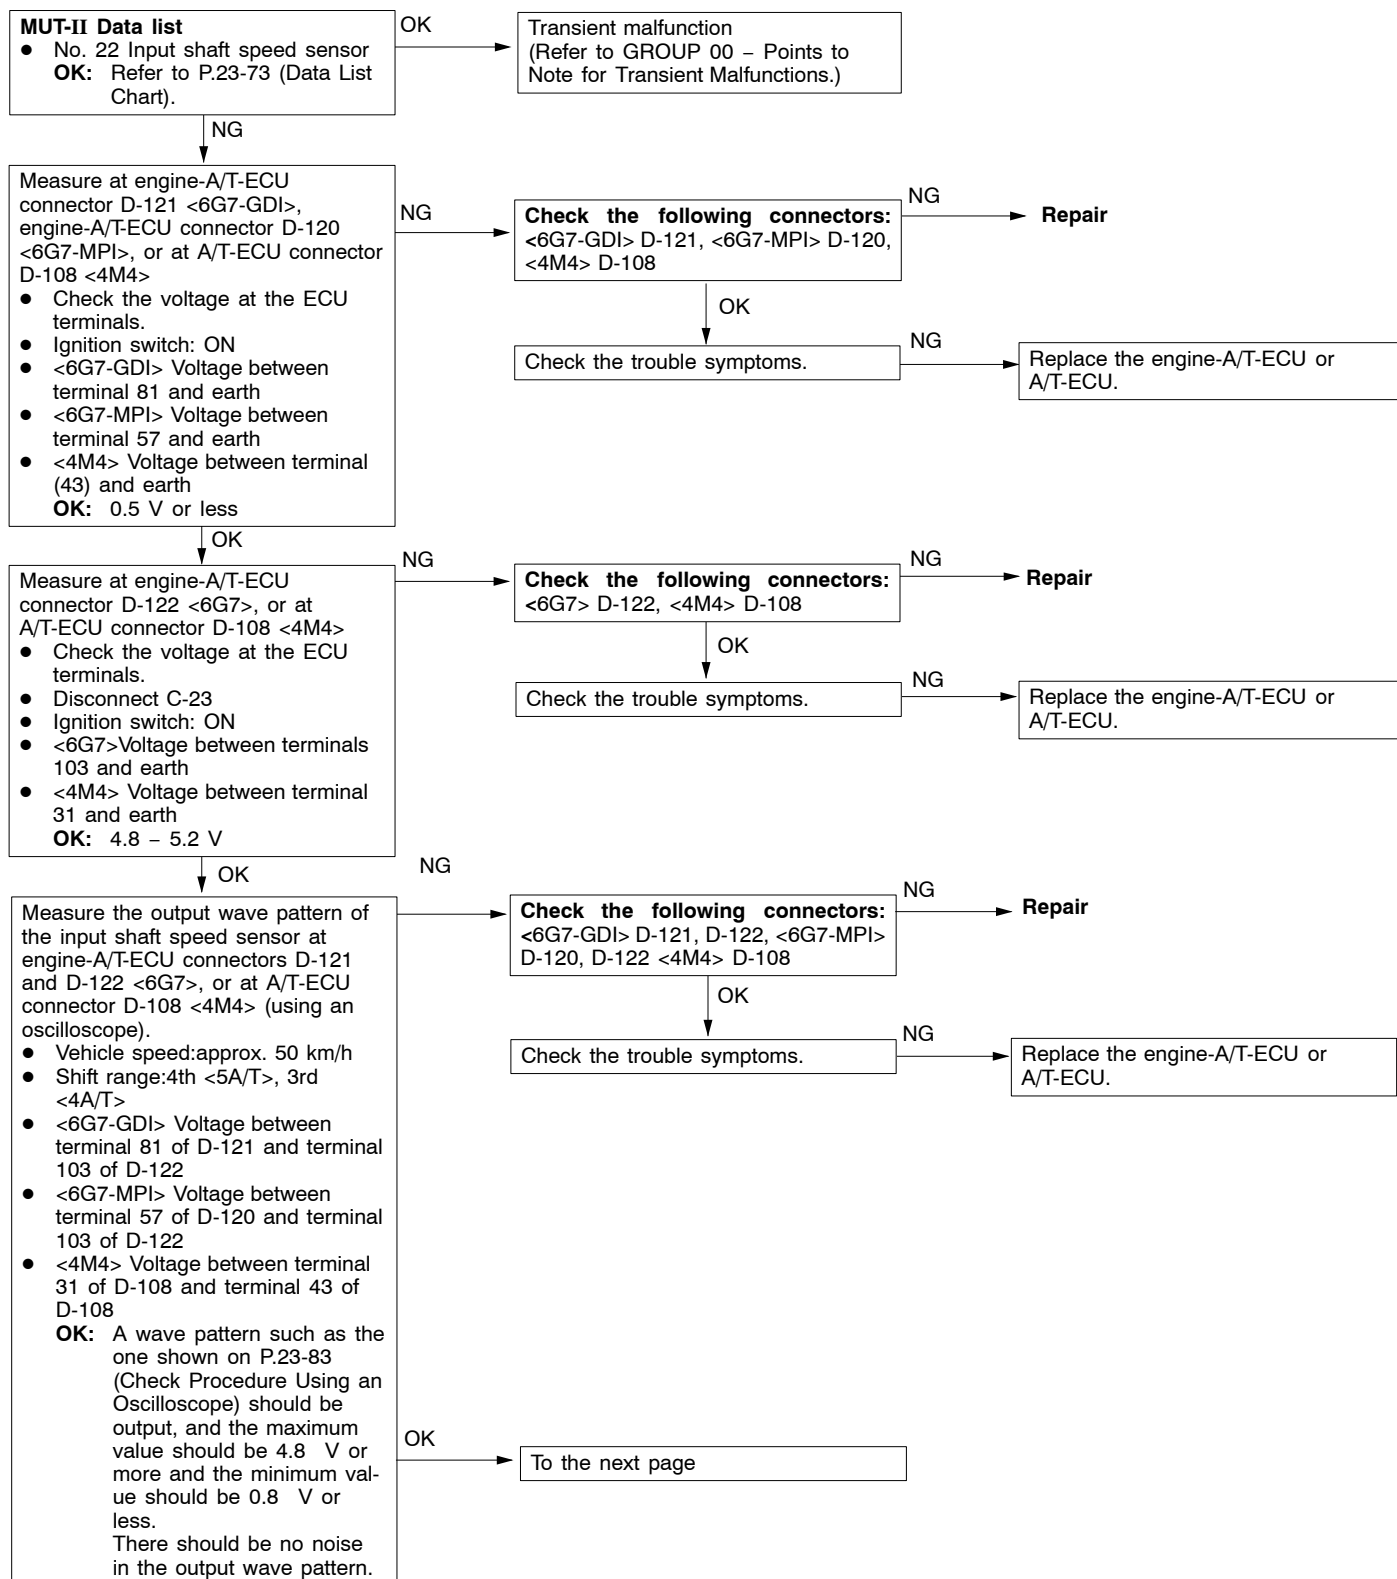 MUT-II Data list
● No. 22 Input shaft speed sensor
OK: Refer to P.23-73 (Data List
Chart).
OK
Transient malfunction
(Refer to GROUP 00 – Points to
Note for Transient Malfunctions.)
NG
Measure at engine-A/T-ECU
connector D-121 <6G7-GDI>,
engine-A/T-ECU connector D-120
<6G7-MPI>, or at A/T-ECU connector
D-108 <4M4>
● Check the voltage at the ECU
terminals.
● Ignition switch: ON
● <6G7-GDI> Voltage between
terminal 81 and earth
● <6G7-MPI> Voltage between
terminal 57 and earth
● <4M4> Voltage between terminal
(43) and earth
OK: 0.5 V or less
NG
Check the following connectors:
<6G7-GDI> D-121, <6G7-MPI> D-120,
<4M4> D-108
NG
Repair
OK
Check the trouble symptoms.
NG
Replace the engine-A/T-ECU or
A/T-ECU.
OK
Measure at engine-A/T-ECU
connector D-122 <6G7>, or at
A/T-ECU connector D-108 <4M4>
● Check the voltage at the ECU
terminals.
● Disconnect C-23
● Ignition switch: ON
● <6G7>Voltage between terminals
103 and earth
● <4M4> Voltage between terminal
31 and earth
OK: 4.8 – 5.2 V
NG
Check the following connectors:
<6G7> D-122, <4M4> D-108
NG
Repair
OK
Check the trouble symptoms.
NG
Replace the engine-A/T-ECU or
A/T-ECU.
OK
Measure the output wave pattern of
the input shaft speed sensor at
engine-A/T-ECU connectors D-121
and D-122 <6G7>, or at A/T-ECU
connector D-108 <4M4> (using an
oscilloscope).
● Vehicle speed:approx. 50 km/h
● Shift range:4th <5A/T>, 3rd
<4A/T>
● <6G7-GDI> Voltage between
terminal 81 of D-121 and terminal
103 of D-122
● <6G7-MPI> Voltage between
terminal 57 of D-120 and terminal
103 of D-122
● <4M4> Voltage between terminal
31 of D-108 and terminal 43 of
D-108
OK: A wave pattern such as the
one shown on P.23-83
(Check Procedure Using an
Oscilloscope) should be
output, and the maximum
value should be 4.8 V or
more and the minimum val-
ue should be 0.8 V or
less.
There should be no noise
in the output wave pattern.
NG
Check the following connectors:
<6G7-GDI> D-121, D-122, <6G7-MPI>
D-120, D-122 <4M4> D-108
NG
Repair
OK
Check the trouble symptoms.
NG
Replace the engine-A/T-ECU or
A/T-ECU.
OK
To the next page